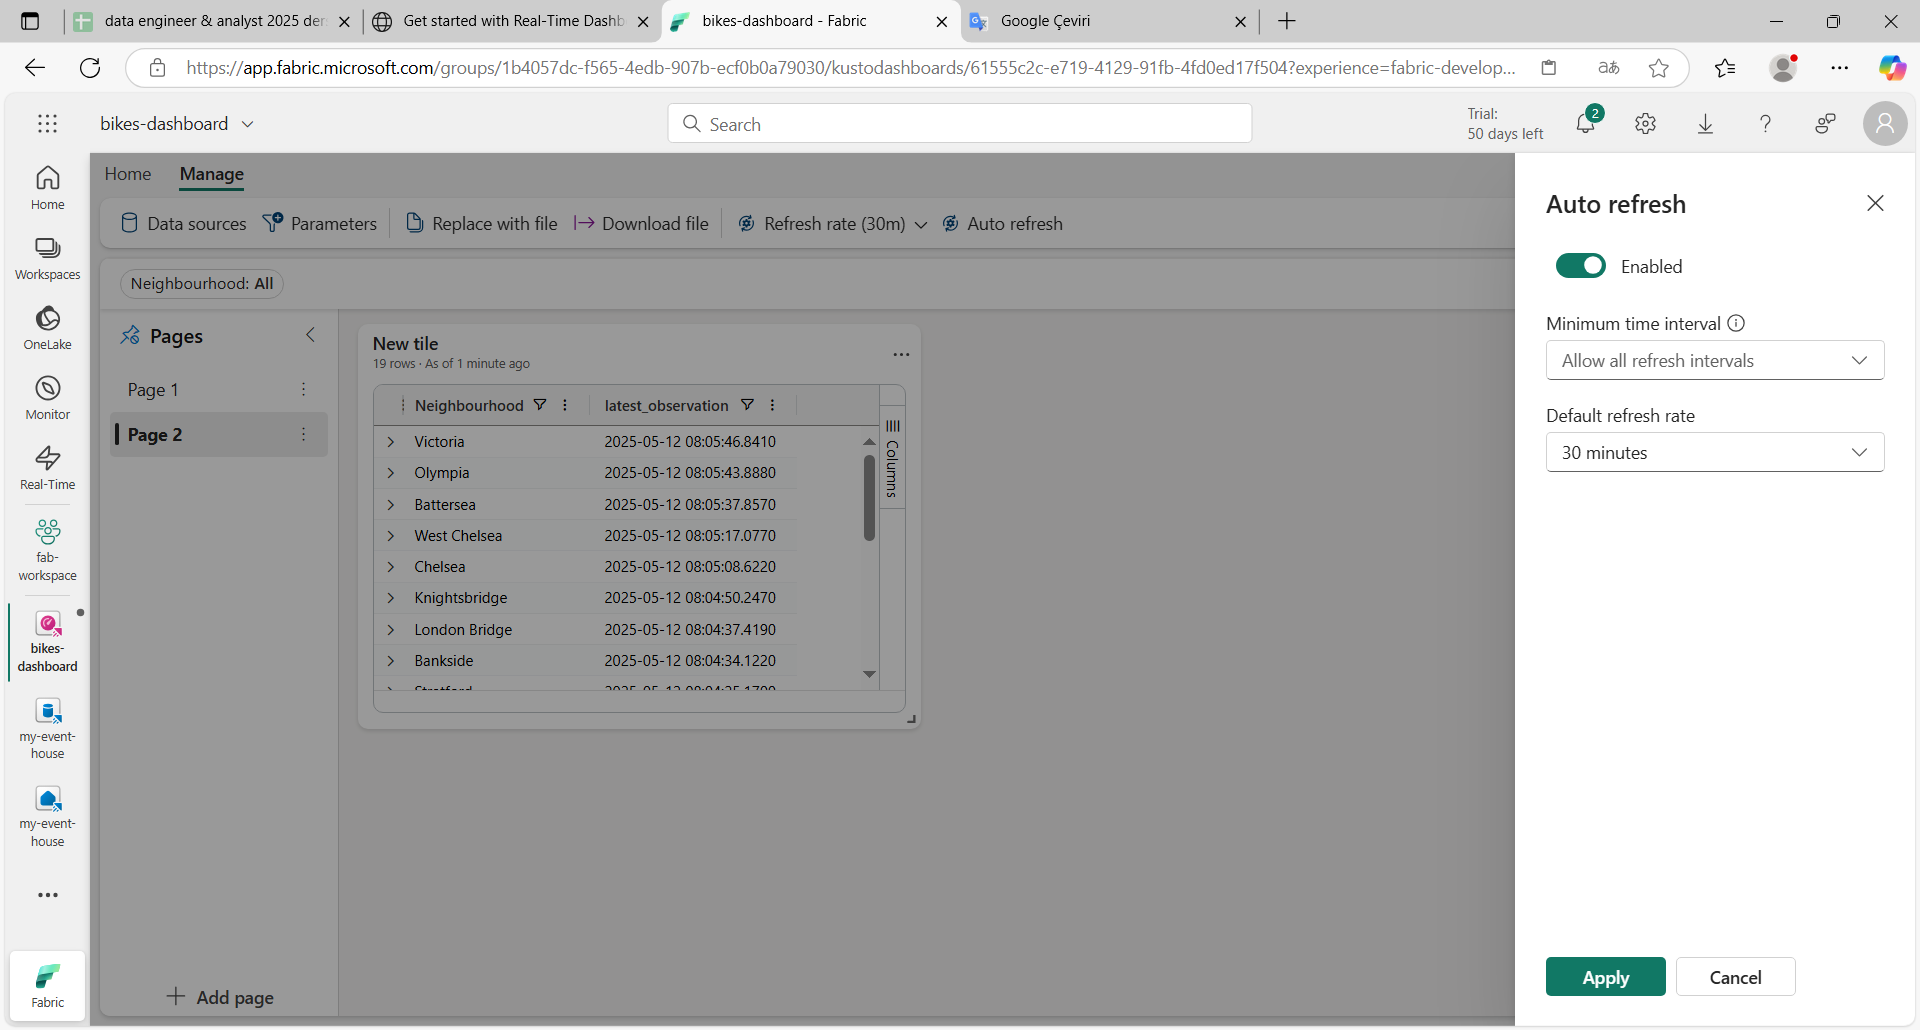 data engineer & analyst 2025 der
Get started with Real-Time Dashb
bikes-dashboard - Fabric
Google Çeviri
https://app.fabric.microsoft.com/groups/1b4057dc-f565-4edb-907b-ecf0b0a79030/kustodashboards/61555c2c-e719-4129-91fb-4fd0ed17f504?experience=fabric-develop...
bikes-dashboard
Search
Trial:
50 days left
2
Home
Workspaces
OneLake
Monitor
Real-Time
fab-
workspace
bikes-
dashboard
my-event-
house
my-event-
house
Fabric
Home Manage
Data sources Parameters Replace with file Download file Refresh rate (30m) Auto refresh
Neighbourhood: All
Pages
Page 1
Page 2
Add page
New tile
19 rows · As of 1 minute ago
Neighbourhood latest_observation
Victoria 2025-05-12 08:05:46.8410
Olympia 2025-05-12 08:05:43.8880
Battersea 2025-05-12 08:05:37.8570
West Chelsea 2025-05-12 08:05:17.0770
Chelsea 2025-05-12 08:05:08.6220
Knightsbridge 2025-05-12 08:04:50.2470
London Bridge 2025-05-12 08:04:37.4190
Bankside 2025-05-12 08:04:34.1220
Columns
Auto refresh
Enabled
Minimum time interval
Allow all refresh intervals
Default refresh rate
30 minutes
Apply Cancel